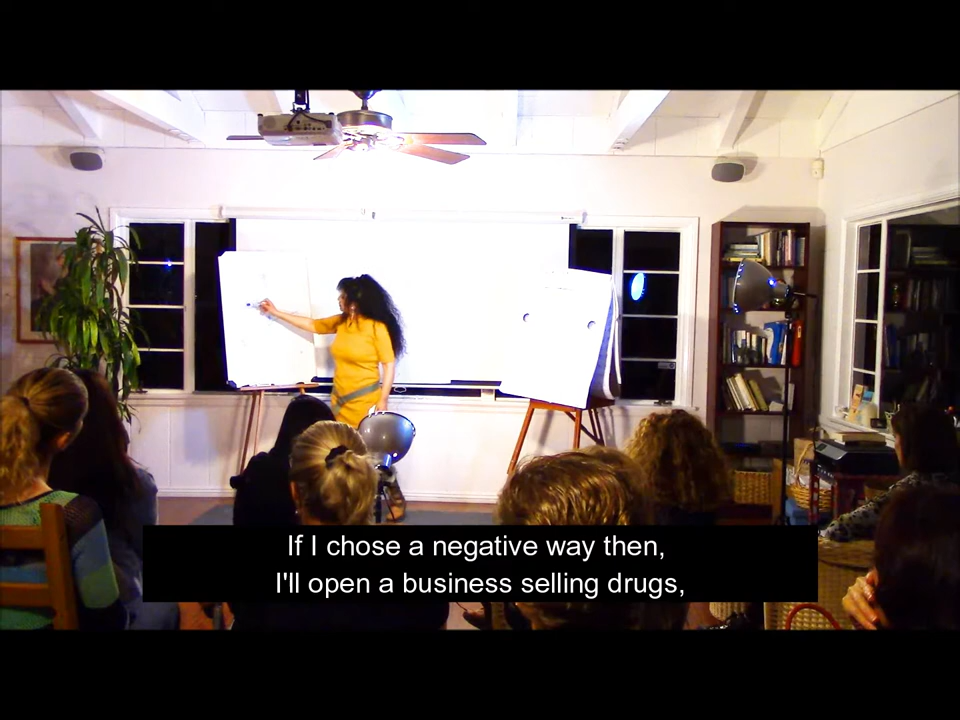 If I chose a negative way then,
I'll open a business selling drugs,